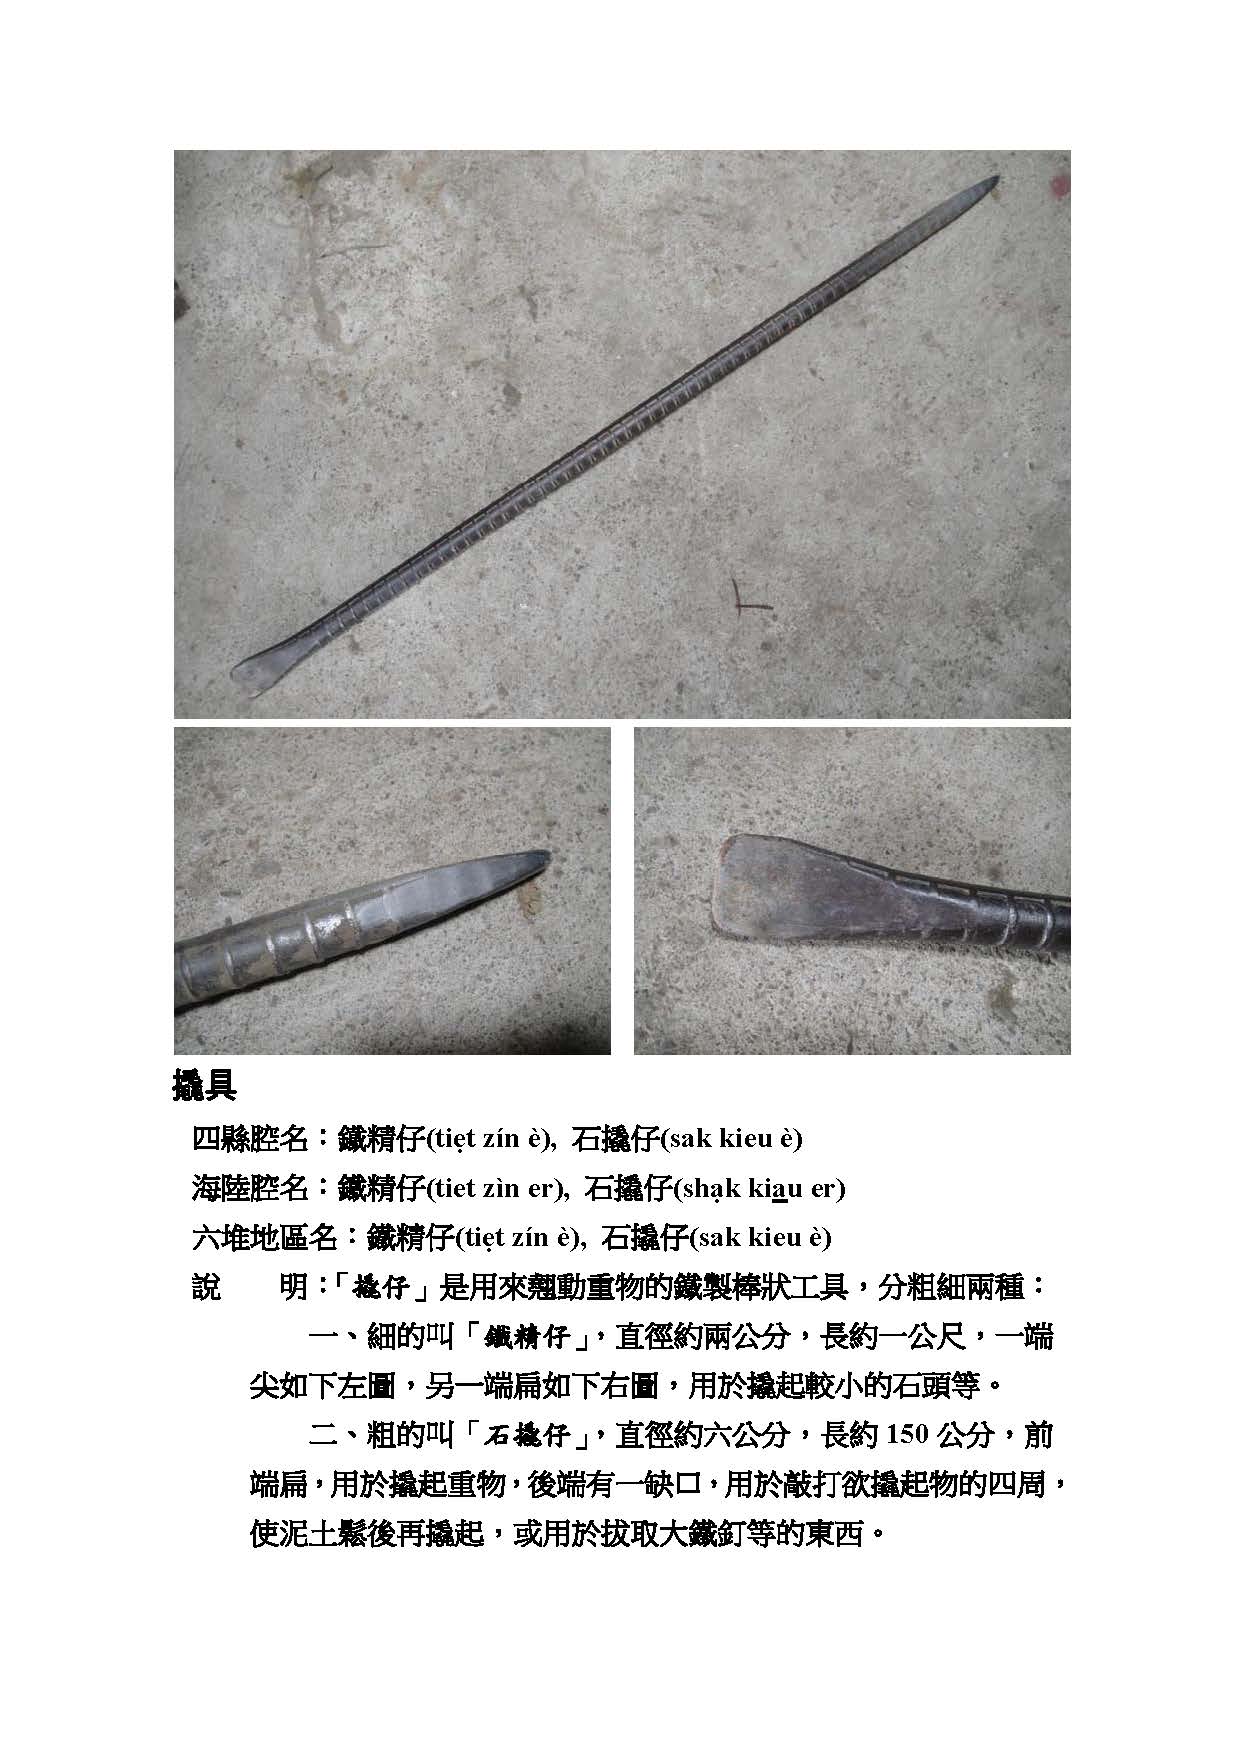 撬具
四縣腔名：鐵精仔(tiẹt zín è), 石撬仔(sak kieu è)
海陸腔名：鐵精仔(tiet zìn er), 石撬仔(shạk kiau er)
六堆地區名：鐵精仔(tiẹt zín è), 石撬仔(sak kieu è)
說　　明：「撬仔」是用來翹動重物的鐵製棒狀工具，分粗細兩種：
一、細的叫「鐵精仔」，直徑約兩公分，長約一公尺，一端
尖如下左圖，另一端扁如下右圖，用於撬起較小的石頭等。
二、粗的叫「石撬仔」，直徑約六公分，長約 150 公分，前
端扁，用於撬起重物，後端有一缺口，用於敲打欲撬起物的四周，
使泥土鬆後再撬起，或用於拔取大鐵釘等的東西。